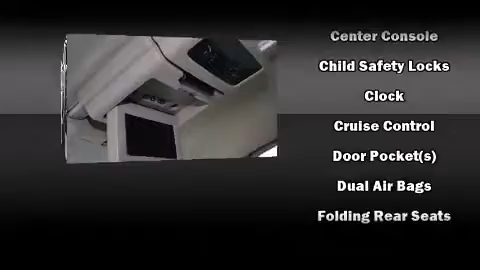 Center Console
Child Safety Locks
Clock
Cruise Control
Door Pocket(s)
Dual Air Bags
Folding Rear Seats